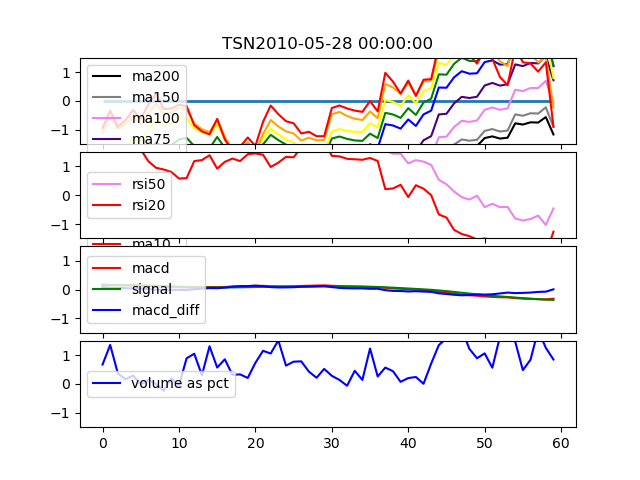 TSN2010-05-28 00:00:00
1
0
−1
ma200
ma150
ma100
ma75
1
0
−1
rsi50
rsi20
ma10
1
0
−1
macd
signal
macd_diff
1
0
−1
volume as pct
0 10 20 30 40 50 60